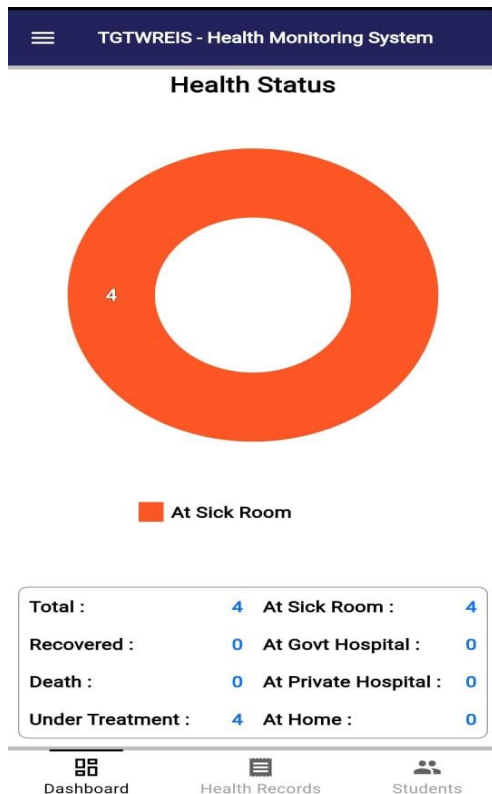 TGTWREIS - Health Monitoring System
Health Status
4
At Sick Room
Total : 4 At Sick Room : 4
Recovered : 0 At Govt Hospital : 0
Death : 0 At Private Hospital : 0
Under Treatment : 4 At Home : 0
Dashboard Health Records Students